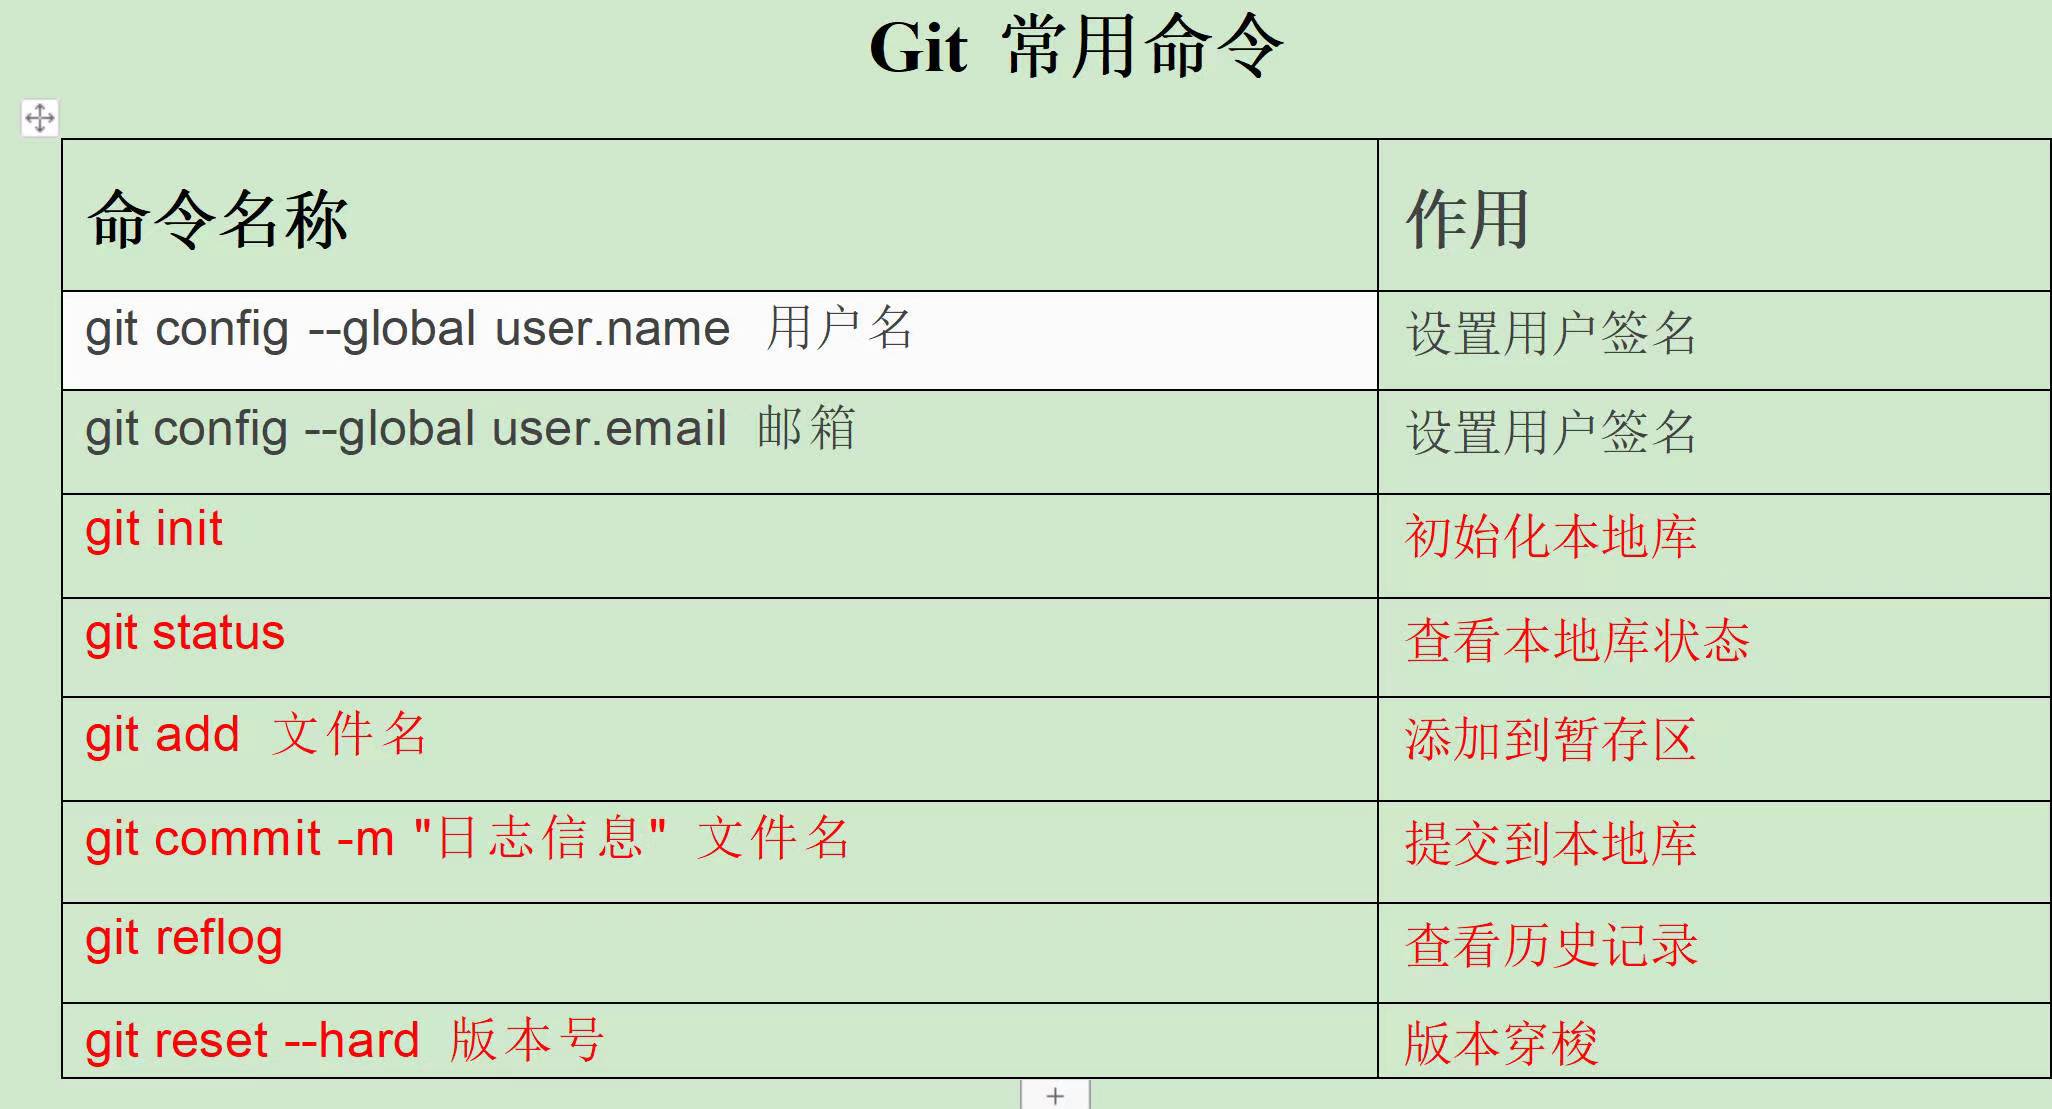 Git 常用命令
命令名称 作用
git config --global user.name 用户名 设置用户签名
git config --global user.email 邮箱 设置用户签名
git init 初始化本地库
git status 查看本地库状态
git add 文件名 添加到暂存区
git commit -m "日志信息" 文件名 提交到本地库
git reflog 查看历史记录
git reset --hard 版本号 版本穿梭